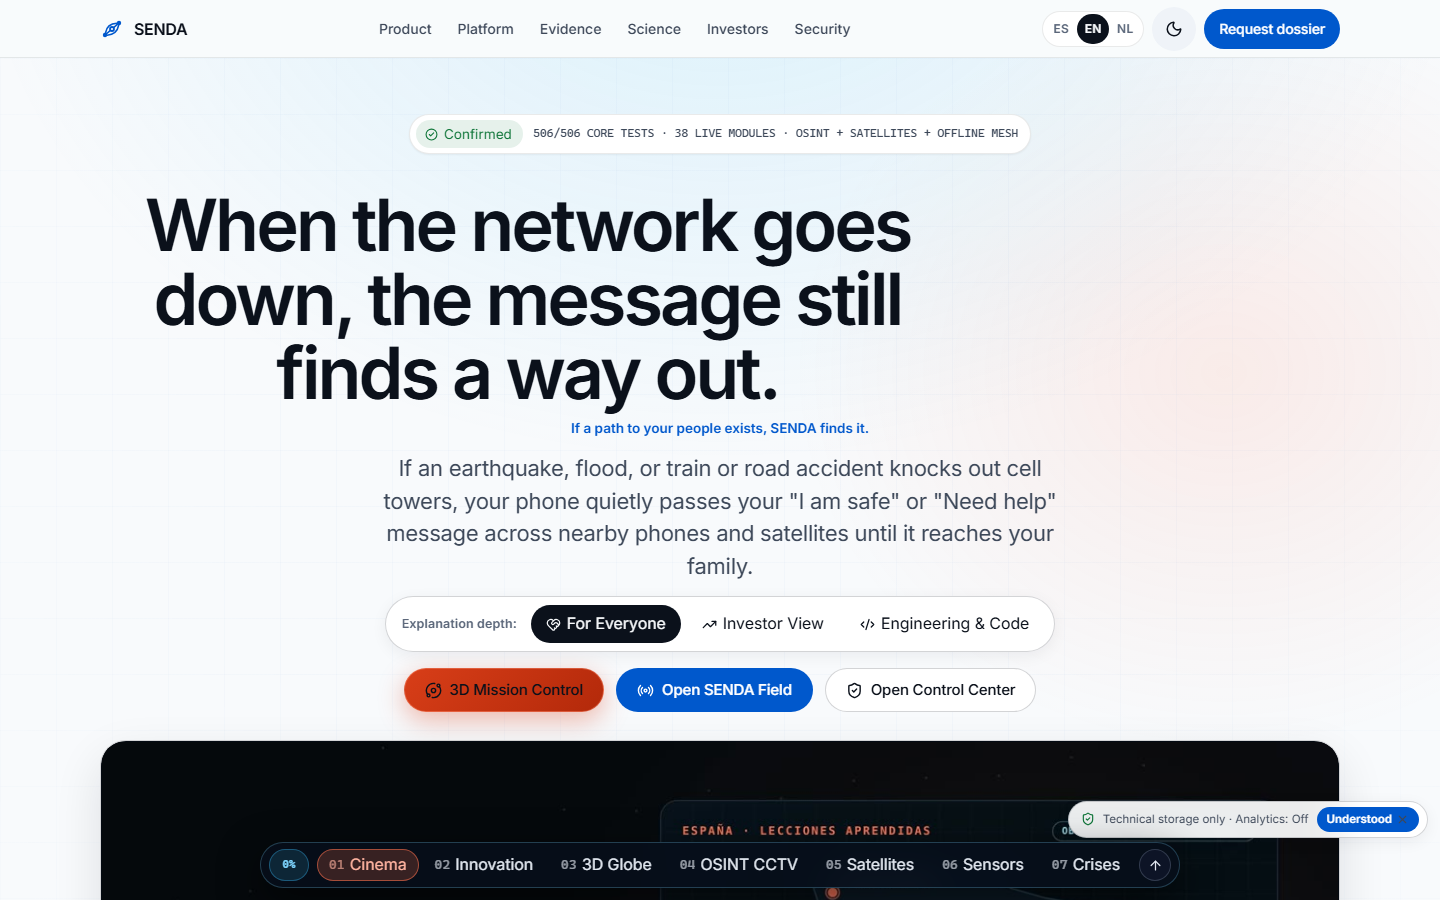 SENDA
Product Platform Evidence Science Investors Security
ES EN NL
Request dossier
Confirmed 506/506 CORE TESTS · 38 LIVE MODULES · OSINT + SATELLITES + OFFLINE MESH
When the network goes
down, the message still
finds a way out.
If a path to your people exists, SENDA finds it.
If an earthquake, flood, or train or road accident knocks out cell
towers, your phone quietly passes your "I am safe" or "Need help"
message across nearby phones and satellites until it reaches your
family.
Explanation depth: For Everyone Investor View Engineering & Code
3D Mission Control Open SENDA Field Open Control Center
ESPAÑA · LECCIONES APRENDIDAS
Technical storage only · Analytics: Off Understood
0% 01 Cinema 02 Innovation 03 3D Globe 04 OSINT CCTV 05 Satellites 06 Sensors 07 Crises